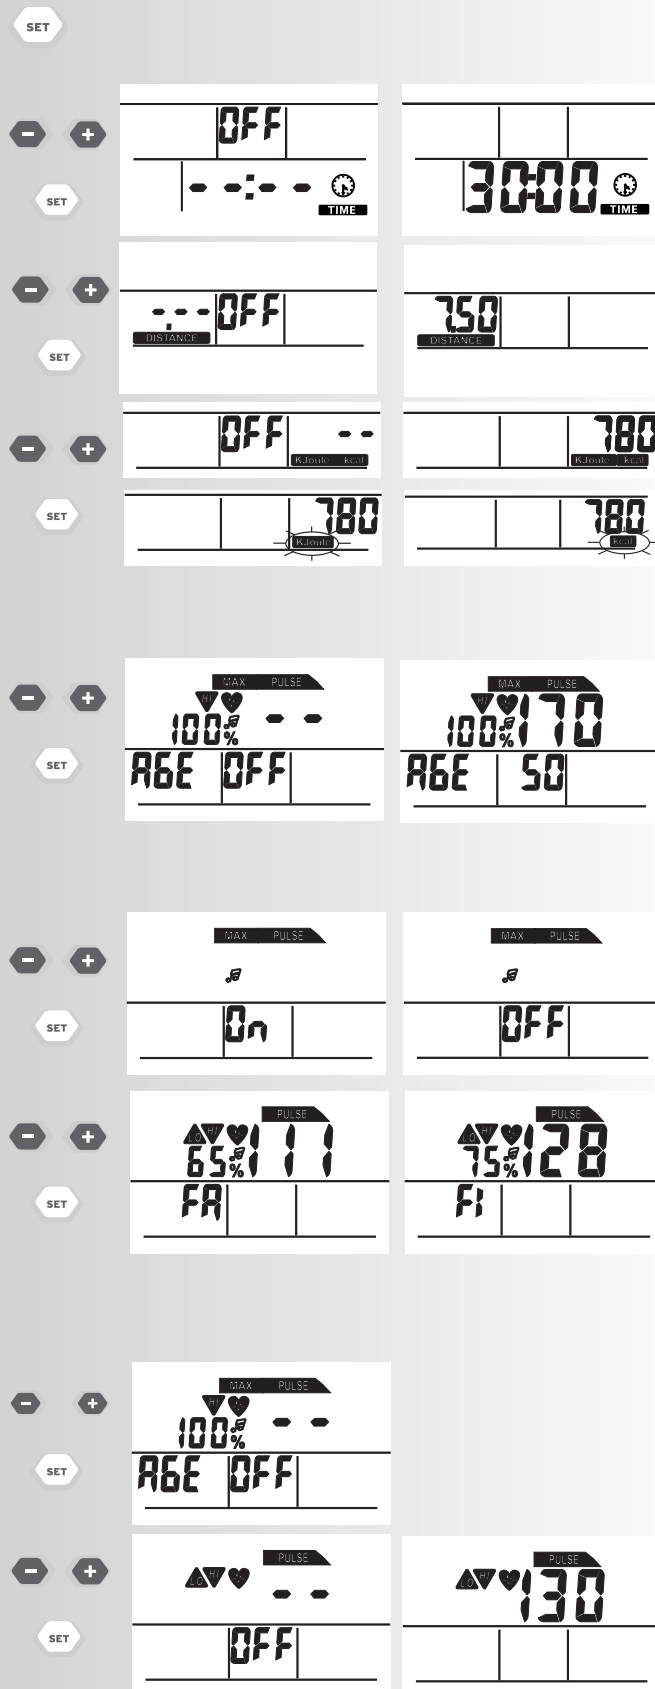 SET
OFF
SET
--:-- TIME
30:00 TIME
-.-- OFF
DISTANCE
7.50
DISTANCE
SET
OFF --
KJoule kcal
780
KJoule kcal
SET
780
KJoule
780
kcal
MAX PULSE
HI
100% --
AGE OFF
MAX PULSE
HI
100% 170
AGE 50
SET
MAX PULSE
On
MAX PULSE
OFF
SET
PULSE
LO HI
65% 111
FA
PULSE
LO HI
75% 128
FI
SET
MAX PULSE
HI
100% --
AGE OFF
SET
PULSE
LO HI
--
OFF
PULSE
LO HI
130
SET